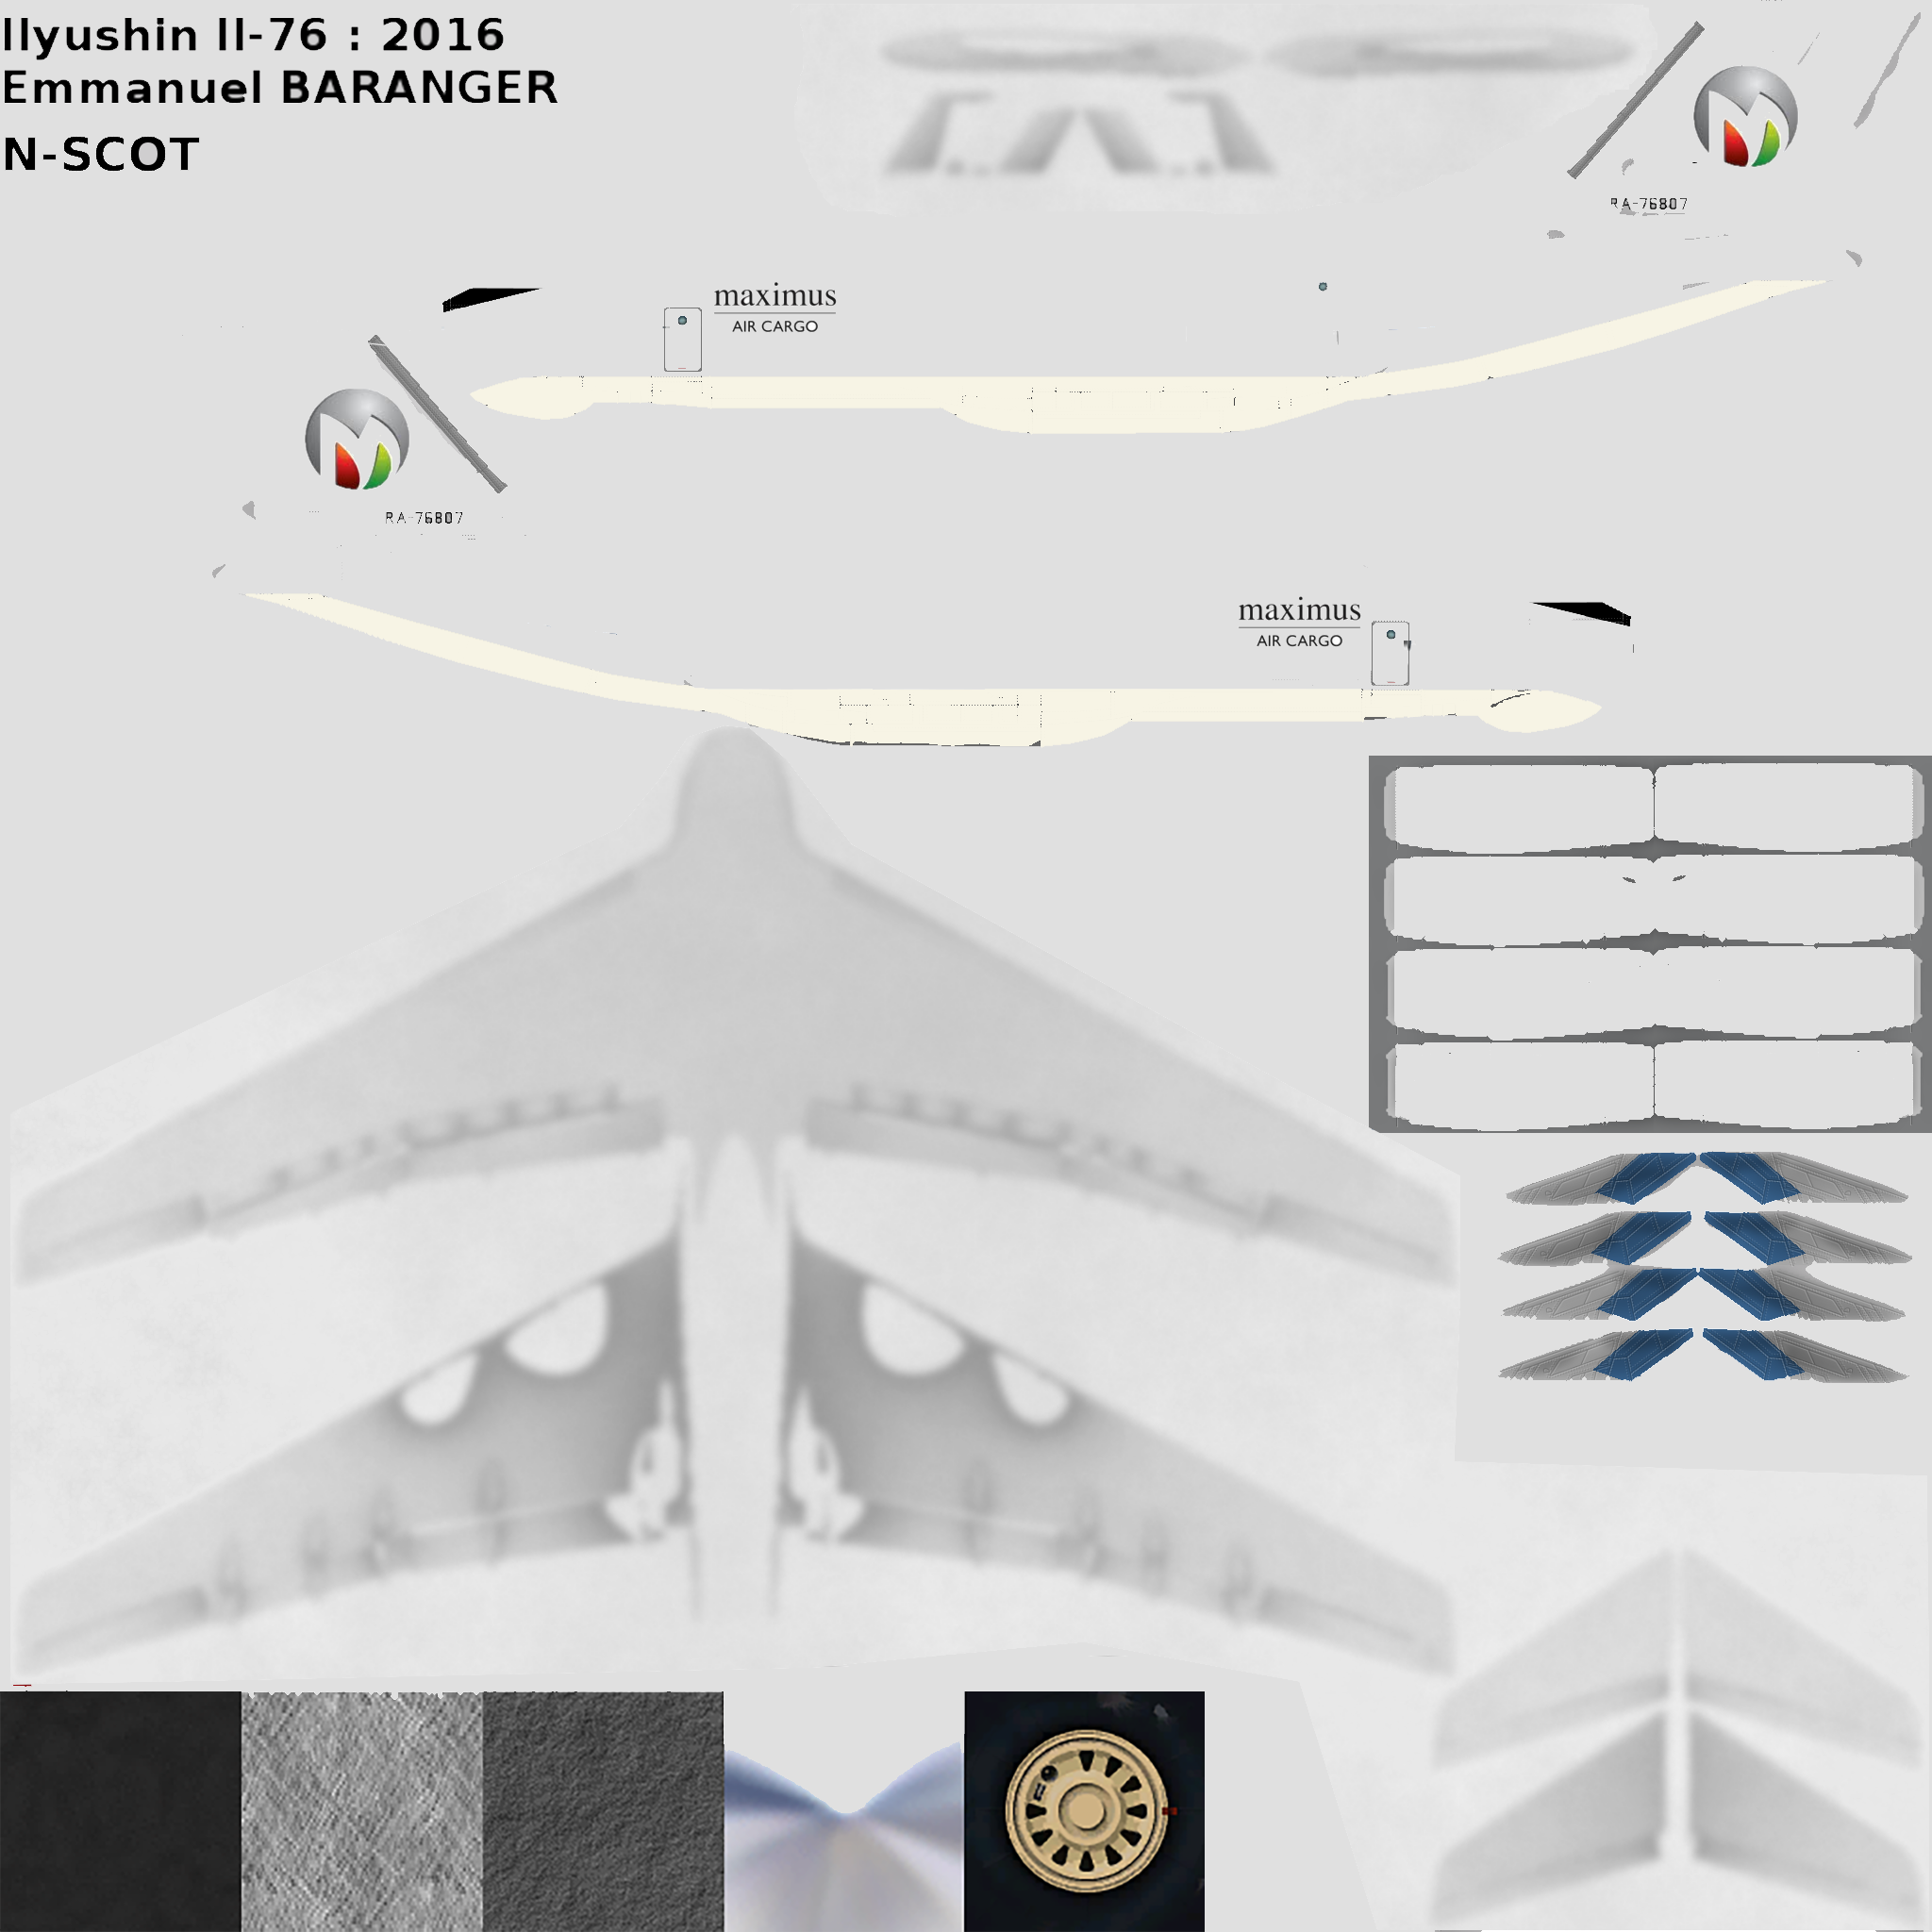 Ilyushin Il-76 : 2016
Emmanuel BARANGER
N-SCOT
RA-76807
maximus
AIR CARGO
RA-76807
maximus
AIR CARGO